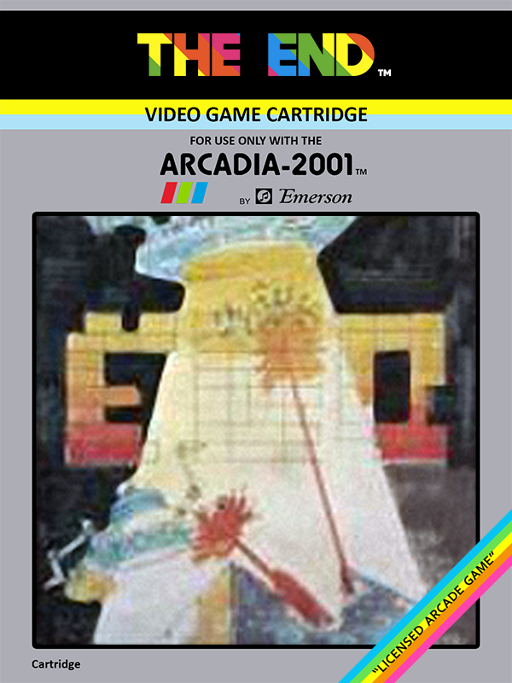 THE END™
VIDEO GAME CARTRIDGE
FOR USE ONLY WITH THE
ARCADIA-2001™
BY Emerson
"LICENSED ARCADE GAME"
Cartridge